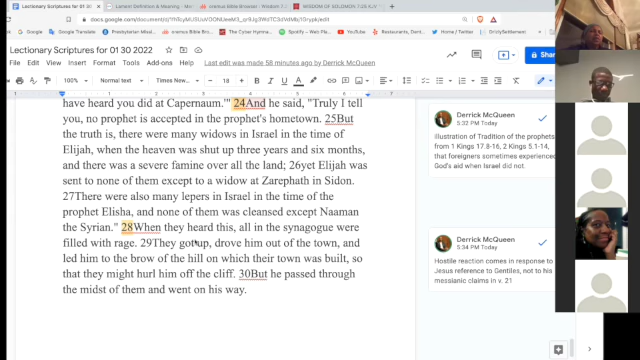 Lectionary Scriptures for 01 30 2022
docs.google.com/document/d/
Lectionary Scriptures for 01 30 2022
File Edit View Insert Format Tools Add-ons Help
Last edit was made 58 minutes ago by Derrick McQueen
Share
100% Normal text Times New... 18
have heard you did at Capernaum.'" 24And he said, "Truly I tell
you, no prophet is accepted in the prophet's hometown. 25But
the truth is, there were many widows in Israel in the time of
Elijah, when the heaven was shut up three years and six months,
and there was a severe famine over all the land; 26yet Elijah was
sent to none of them except to a widow at Zarephath in Sidon.
27There were also many lepers in Israel in the time of the
prophet Elisha, and none of them was cleansed except Naaman
the Syrian." 28When they heard this, all in the synagogue were
filled with rage. 29They got up, drove him out of the town, and
led him to the brow of the hill on which their town was built, so
that they might hurl him off the cliff. 30But he passed through
the midst of them and went on his way.
Derrick McQueen
5:32 PM Today
Illustration of Tradition of the prophets
from 1 Kings 17.8-16, 2 Kings 5.1-14,
that foreigners sometimes experienced
God's aid when Israel did not.
Derrick McQueen
5:34 PM Today
Hostile reaction comes in response to
Jesus reference to Gentiles, not to his
messianic claims in v. 21